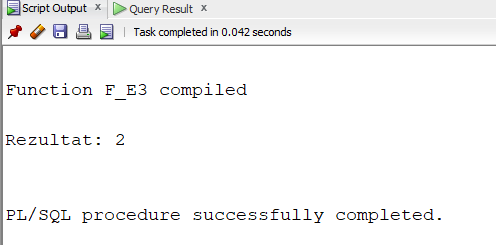 Script Output x Query Result x
Task completed in 0.042 seconds
Function F_E3 compiled
Rezultat: 2
PL/SQL procedure successfully completed.